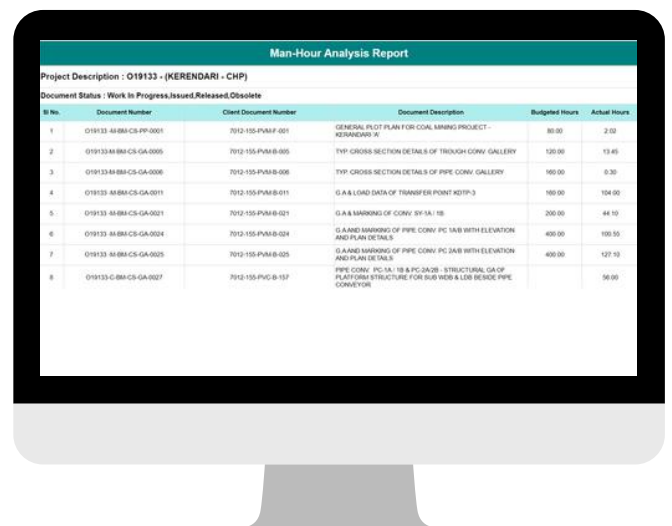 Man-Hour Analysis Report
Project Description : O19133 - (KERENDARI - CHP)
Document Status : Work In Progress,Issued,Released,Obsolete
SI No. Document Number Client Document Number Document Description Budgeted Hours Actual Hours
1 O19133-M-BM-CS-PP-0001 7012-155-PVM-F-001 GENERAL PLOT PLAN FOR COAL MINING PROJECT - 80.00 2.02
KERANDARI 'A'
2 O19133-M-BM-CS-GA-0005 7012-155-PVM-B-005 TYP. CROSS SECTION DETAILS OF TROUGH CONV. GALLERY 120.00 13.45
3 O19133-M-BM-CS-GA-0006 7012-155-PVM-B-006 TYP. CROSS SECTION DETAILS OF PIPE CONV. GALLERY 160.00 0.30
4 O19133-M-BM-CS-GA-0011 7012-155-PVM-B-011 G.A & LOAD DATA OF TRANSFER POINT KDTP-3 160.00 104.00
5 O19133-M-BM-CS-GA-0021 7012-155-PVM-B-021 G.A & MARKING OF CONV. SY-1A / 1B 200.00 44.10
6 O19133-M-BM-CS-GA-0024 7012-155-PVM-B-024 G.A AND MARKING OF PIPE CONV. PC 1A/B WITH ELEVATION 400.00 100.55
AND PLAN DETAILS
7 O19133-M-BM-CS-GA-0025 7012-155-PVM-B-025 G.A AND MARKING OF PIPE CONV. PC 2A/B WITH ELEVATION 400.00 127.10
AND PLAN DETAILS
8 O19133-C-BM-CS-GA-0027 7012-155-PVC-B-157 PIPE CONV. PC-1A / 1B & PC-2A/2B - STRUCTURAL GA OF 56.00
PLATFORM STRUCTURE FOR SUB WDB & LDB BESIDE PIPE
CONVEYOR